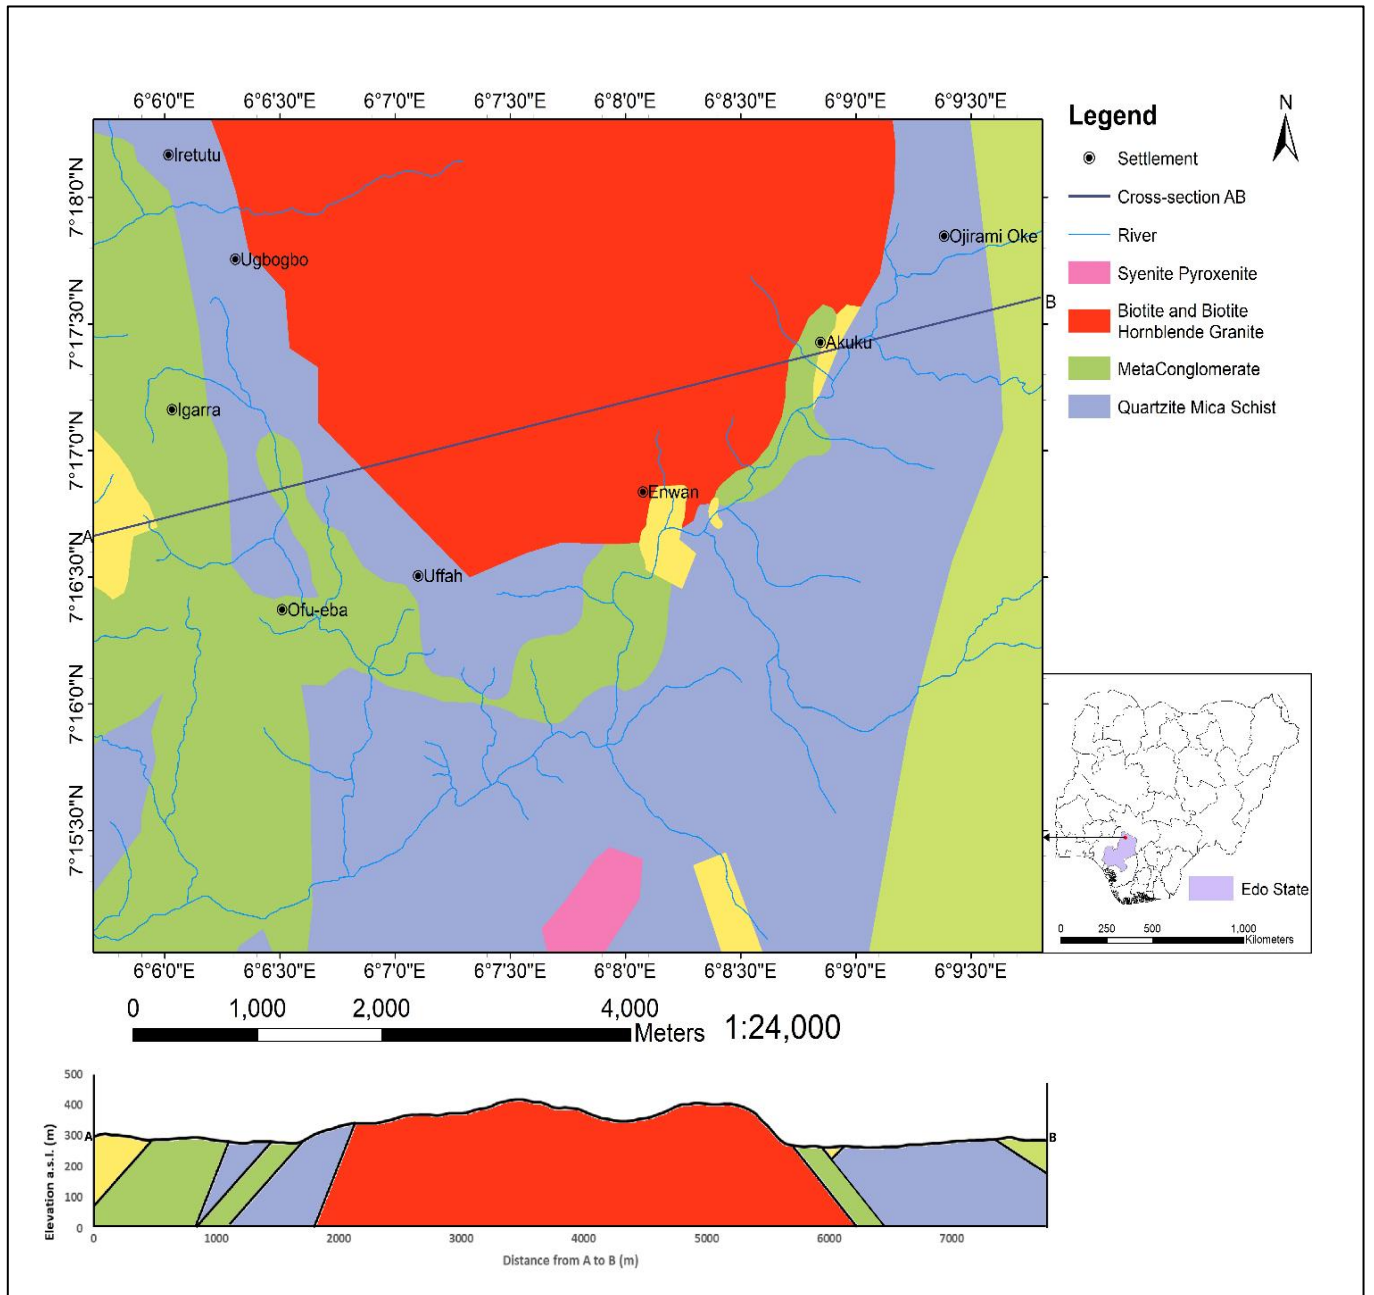 6°6'0"E 6°6'30"E 6°7'0"E 6°7'30"E 6°8'0"E 6°8'30"E 6°9'0"E 6°9'30"E
N
Legend
Settlement
Cross-section AB
River
Syenite Pyroxenite
Biotite and Biotite
Hornblende Granite
MetaConglomerate
Quartzite Mica Schist
7°18'0"N
7°17'30"N
7°17'0"N
7°16'30"N
7°16'0"N
7°15'30"N
Iretutu
Ojirami Oke
Ugbogbo
B
Akuku
Igarra
Enwan
A
Uffah
Ofu-eba
Edo State
0 250 500 1,000
Kilometers
6°6'0"E 6°6'30"E 6°7'0"E 6°7'30"E 6°8'0"E 6°8'30"E 6°9'0"E 6°9'30"E
0 1,000 2,000 4,000
Meters 1:24,000
Elevation a.s.l. (m)
500
400
300
200
100
0
A
B
0 1000 2000 3000 4000 5000 6000 7000
Distance from A to B (m)